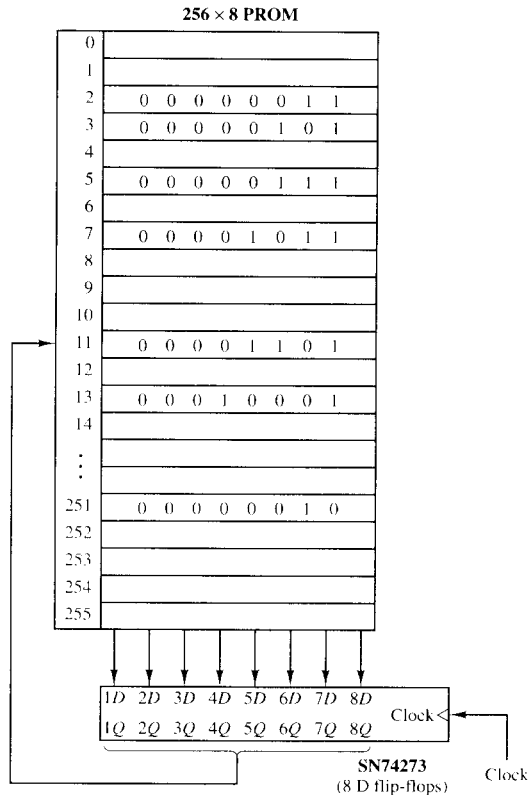 256 × 8 PROM
0
1
2 0 0 0 0 0 0 1 1
3 0 0 0 0 0 1 0 1
4
5 0 0 0 0 0 1 1 1
6
7 0 0 0 0 1 0 1 1
8
9
10
11 0 0 0 0 1 1 0 1
12
13 0 0 0 1 0 0 0 1
14
251 0 0 0 0 0 0 1 0
252
253
254
255
1D 2D 3D 4D 5D 6D 7D 8D
Clock
1Q 2Q 3Q 4Q 5Q 6Q 7Q 8Q
SN74273
(8 D flip-flops)
Clock